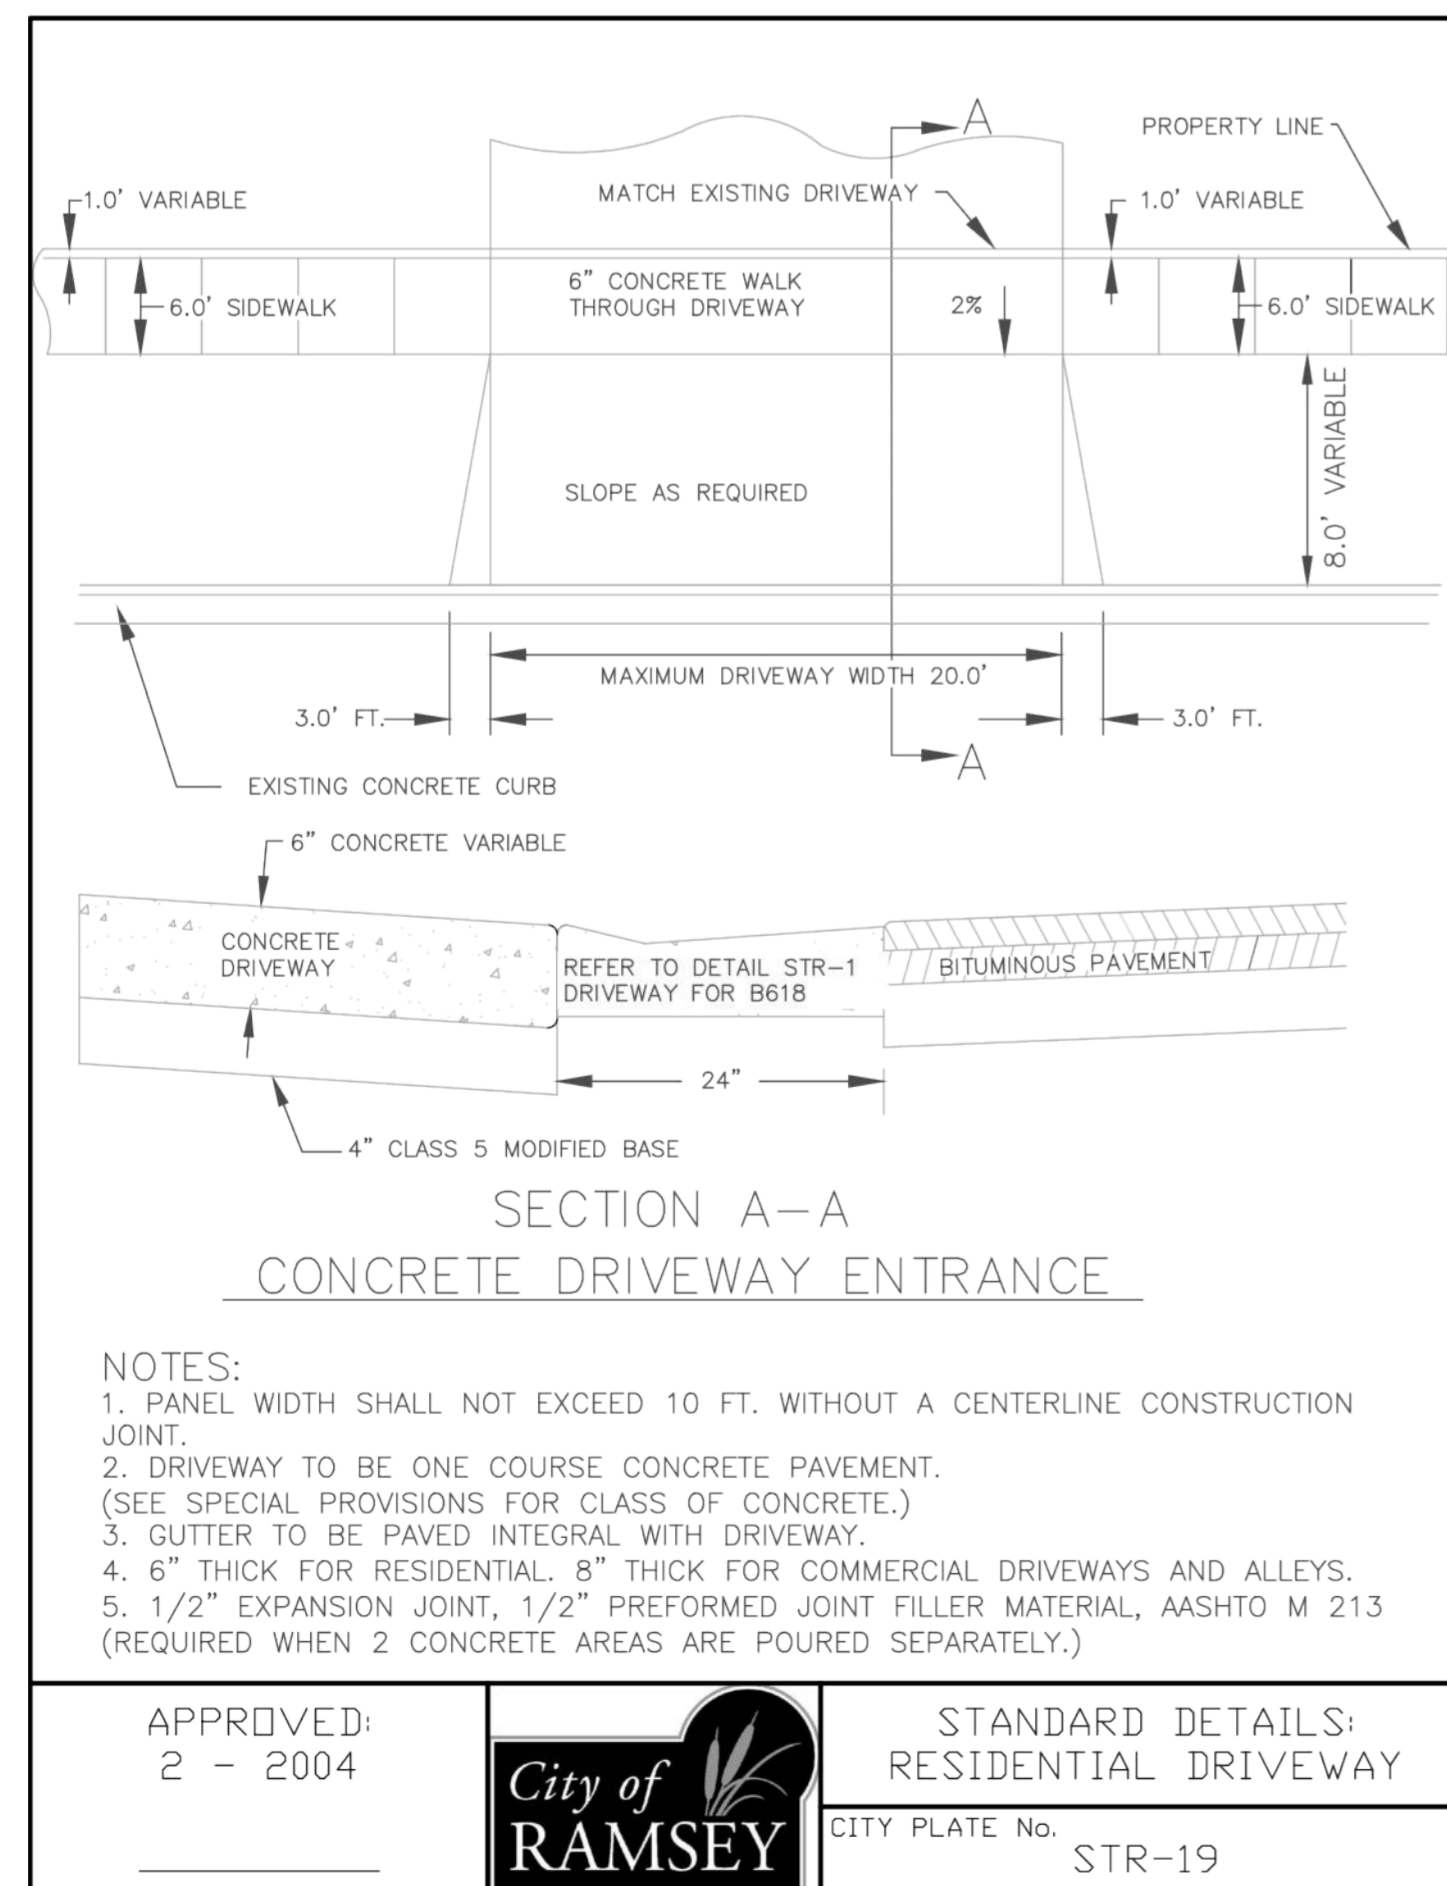 A
PROPERTY LINE
1.0' VARIABLE
MATCH EXISTING DRIVEWAY
1.0' VARIABLE
6" CONCRETE WALK
THROUGH DRIVEWAY
2%
6.0' SIDEWALK
6.0' SIDEWALK
8.0' VARIABLE
SLOPE AS REQUIRED
MAXIMUM DRIVEWAY WIDTH 20.0'
3.0' FT.
3.0' FT.
A
EXISTING CONCRETE CURB
6" CONCRETE VARIABLE
CONCRETE
DRIVEWAY
REFER TO DETAIL STR-1
DRIVEWAY FOR B618
BITUMINOUS PAVEMENT
24"
4" CLASS 5 MODIFIED BASE
SECTION A-A
CONCRETE DRIVEWAY ENTRANCE
NOTES:
1. PANEL WIDTH SHALL NOT EXCEED 10 FT. WITHOUT A CENTERLINE CONSTRUCTION
JOINT.
2. DRIVEWAY TO BE ONE COURSE CONCRETE PAVEMENT.
(SEE SPECIAL PROVISIONS FOR CLASS OF CONCRETE.)
3. GUTTER TO BE PAVED INTEGRAL WITH DRIVEWAY.
4. 6" THICK FOR RESIDENTIAL. 8" THICK FOR COMMERCIAL DRIVEWAYS AND ALLEYS.
5. 1/2" EXPANSION JOINT, 1/2" PREFORMED JOINT FILLER MATERIAL, AASHTO M 213
(REQUIRED WHEN 2 CONCRETE AREAS ARE POURED SEPARATELY.)
APPROVED:
2 - 2004
City of
RAMSEY
STANDARD DETAILS:
RESIDENTIAL DRIVEWAY
CITY PLATE No.
STR-19